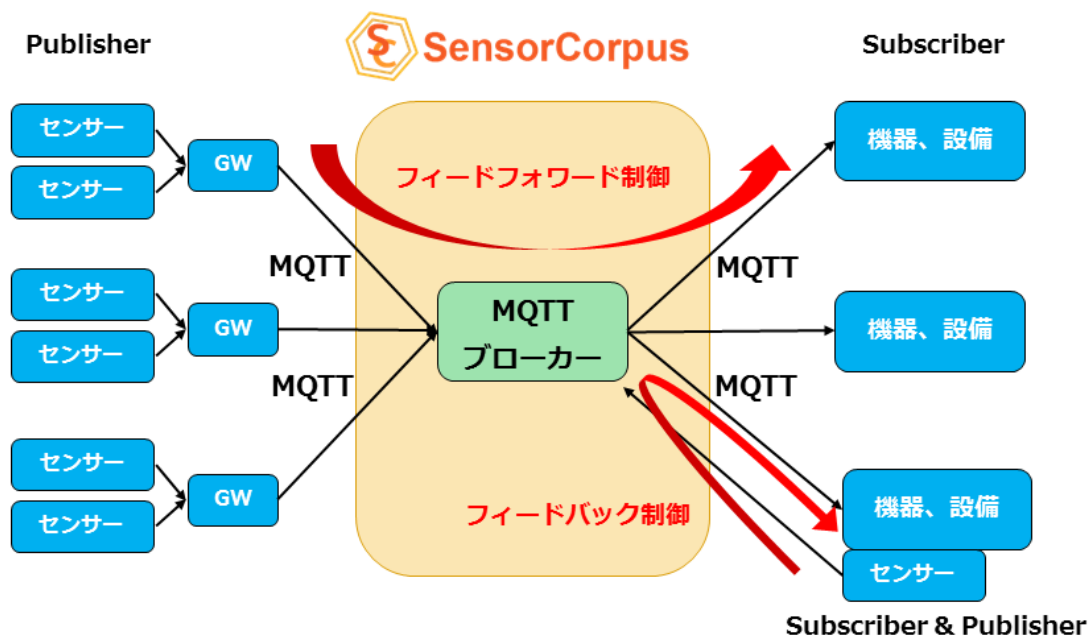 Publisher
SC SensorCorpus
Subscriber
センサー
センサー
GW
フィードフォワード制御
機器、設備
MQTT
MQTT
センサー
センサー
GW
MQTT
ブローカー
機器、設備
MQTT
MQTT
センサー
センサー
GW
フィードバック制御
機器、設備
センサー
Subscriber & Publisher